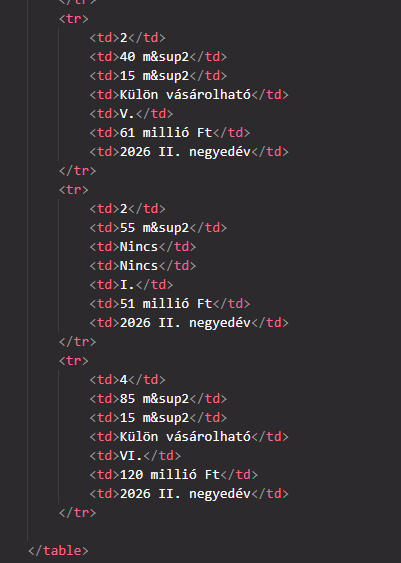 </tr>
<tr>
<td>2</td>
<td>40 m&sup2</td>
<td>15 m&sup2</td>
<td>Külön vásárolható</td>
<td>V.</td>
<td>61 millió Ft</td>
<td>2026 II. negyedév</td>
</tr>
<tr>
<td>2</td>
<td>55 m&sup2</td>
<td>Nincs</td>
<td>Nincs</td>
<td>I.</td>
<td>51 millió Ft</td>
<td>2026 II. negyedév</td>
</tr>
<tr>
<td>4</td>
<td>85 m&sup2</td>
<td>15 m&sup2</td>
<td>Külön vásárolható</td>
<td>VI.</td>
<td>120 millió Ft</td>
<td>2026 II. negyedév</td>
</tr>
</table>